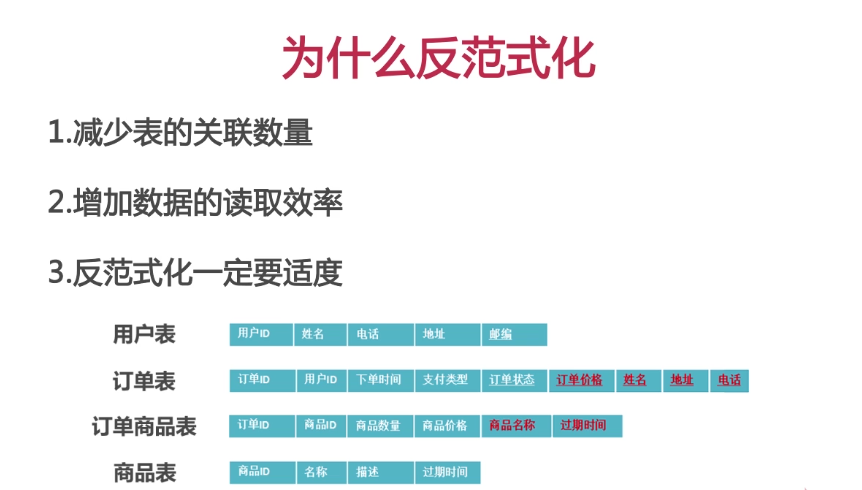 为什么反范式化
1.减少表的关联数量
2.增加数据的读取效率
3.反范式化一定要适度
用户表 用户ID 姓名 电话 地址 邮编
订单表 订单ID 用户ID 下单时间 支付类型 订单状态 订单价格 姓名 地址 电话
订单商品表 订单ID 商品ID 商品数量 商品价格 商品名称 过期时间
商品表 商品ID 名称 描述 过期时间